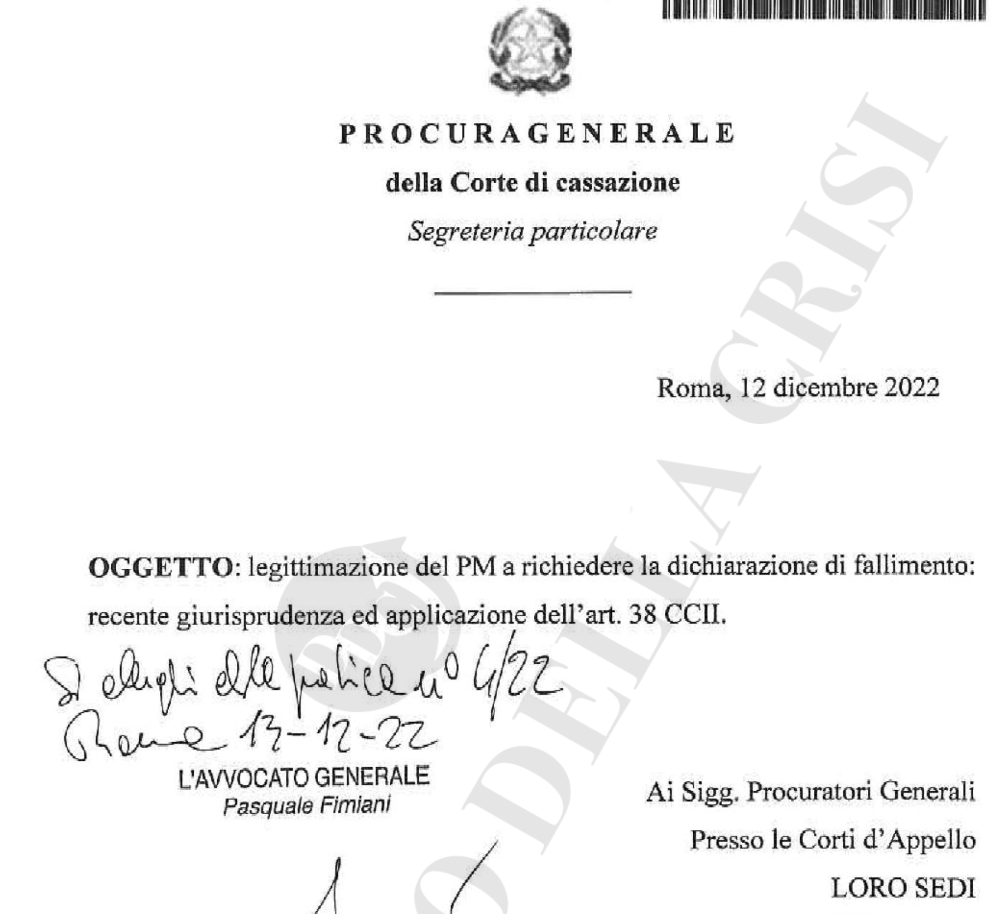 PROCURAGENERALE
della Corte di cassazione
Segreteria particolare
Roma, 12 dicembre 2022
OGGETTO: legittimazione del PM a richiedere la dichiarazione di fallimento:
recente giurisprudenza ed applicazione dell'art. 38 CCII.
Si alleghi alla pratica nº 4/22
Roma 13-12-22
L'AVVOCATO GENERALE
Pasquale Fimiani
Ai Sigg. Procuratori Generali
Presso le Corti d'Appello
LORO SEDI
O DELLA CRISI